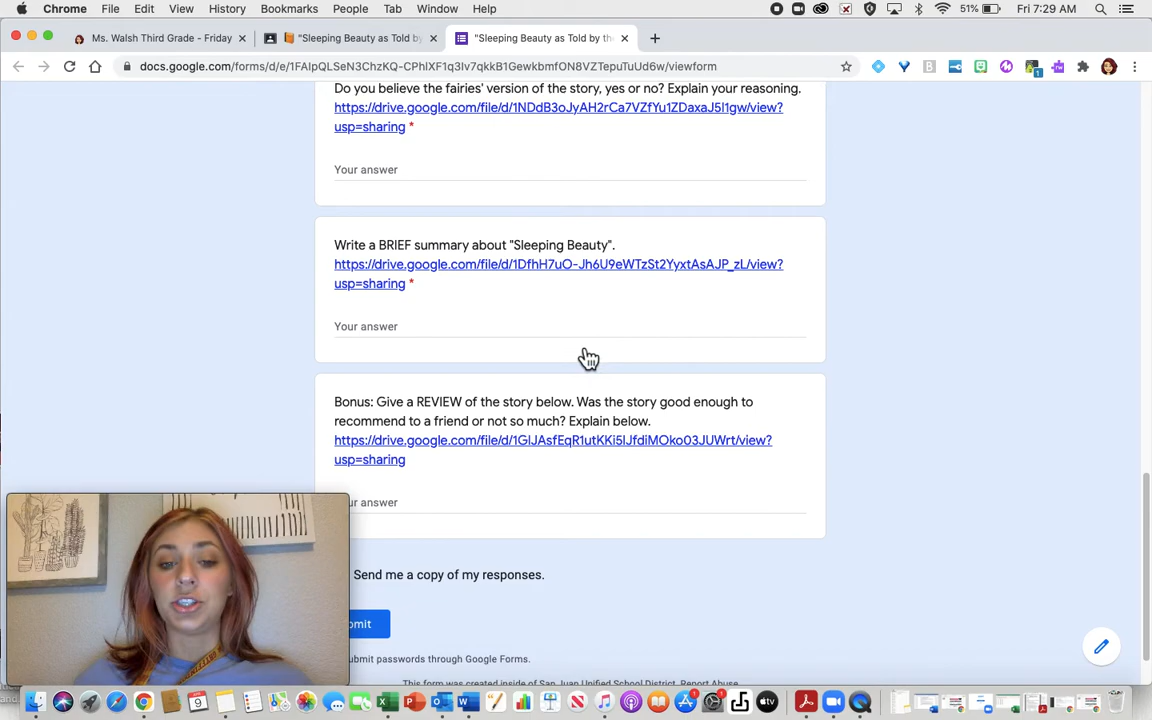 Chrome File Edit View History Bookmarks People Tab Window Help 51% Fri 7:29 AM
Ms. Walsh Third Grade - Friday "Sleeping Beauty as Told by "Sleeping Beauty as Told by th
docs.google.com/forms/d/e/1FAIpQLSeN3ChzKQ-CPhlXF1q3Iv7qkkB1GewkbmfON8VZTepuTuUd6w/viewform
Do you believe the fairies' version of the story, yes or no? Explain your reasoning.
https://drive.google.com/file/d/1NDdB3oJyAH2rCa7VZfYu1ZDaxaJ5I1gw/view?
usp=sharing *
Your answer
Write a BRIEF summary about "Sleeping Beauty".
https://drive.google.com/file/d/1DfhH7uO-Jh6U9eWTzSt2YyxtAsAJP_zL/view?
usp=sharing *
Your answer
Bonus: Give a REVIEW of the story below. Was the story good enough to
recommend to a friend or not so much? Explain below.
https://drive.google.com/file/d/1GlJAsfEqR1utKKi5IJfdiMOko03JUWrt/view?
usp=sharing
ur answer
Send me a copy of my responses.
mit
ubmit passwords through Google Forms.
This form was created inside of San Juan Unified School District. Report Abuse